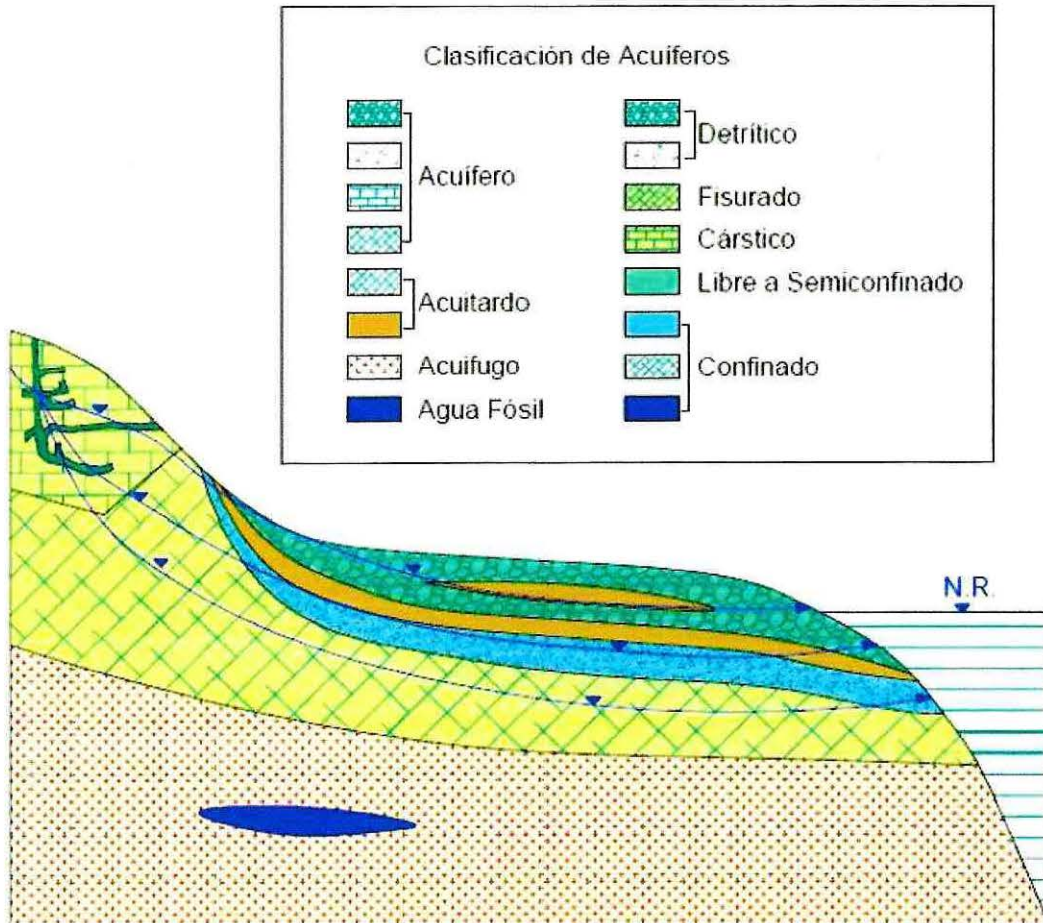 Clasificación de Acuíferos
Acuífero
Acuitardo
Acuifugo
Agua Fósil
Detrítico
Fisurado
Cárstico
Libre a Semiconfinado
Confinado
N.R.